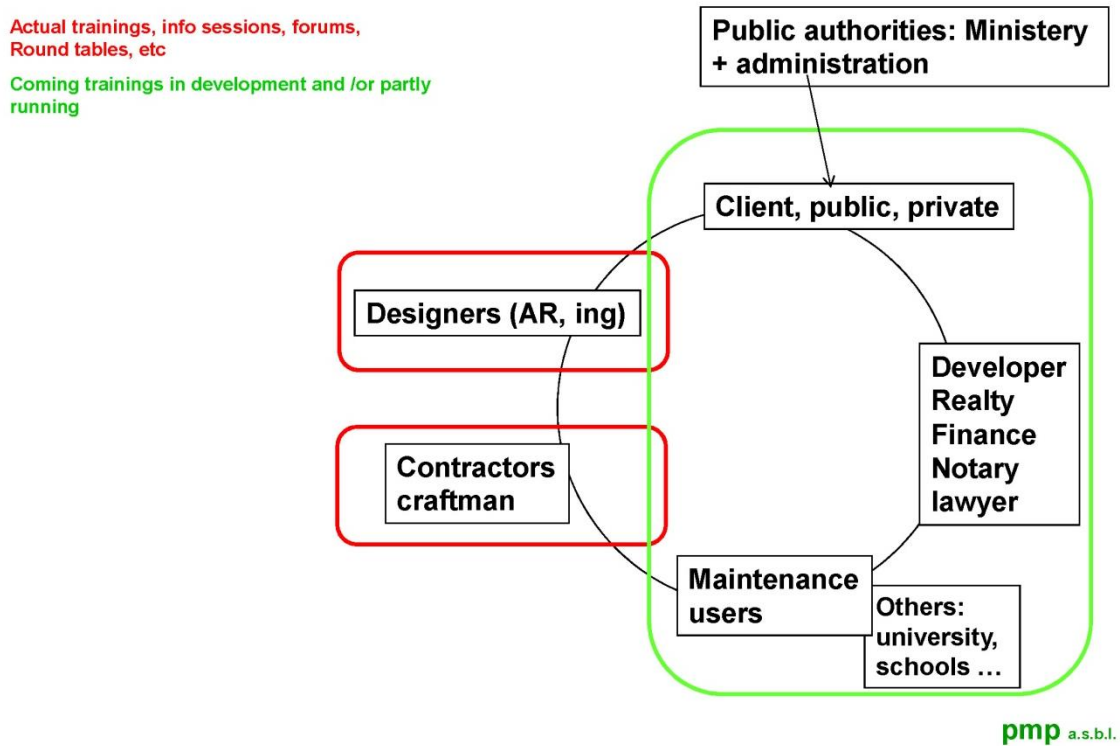 Actual trainings, info sessions, forums,
Round tables, etc
Coming trainings in development and /or partly
running
Public authorities: Ministery
+ administration
Client, public, private
Designers (AR, ing)
Developer
Realty
Finance
Notary
lawyer
Contractors
craftman
Maintenance
users
Others:
university,
schools ...
pmp a.s.b.l.